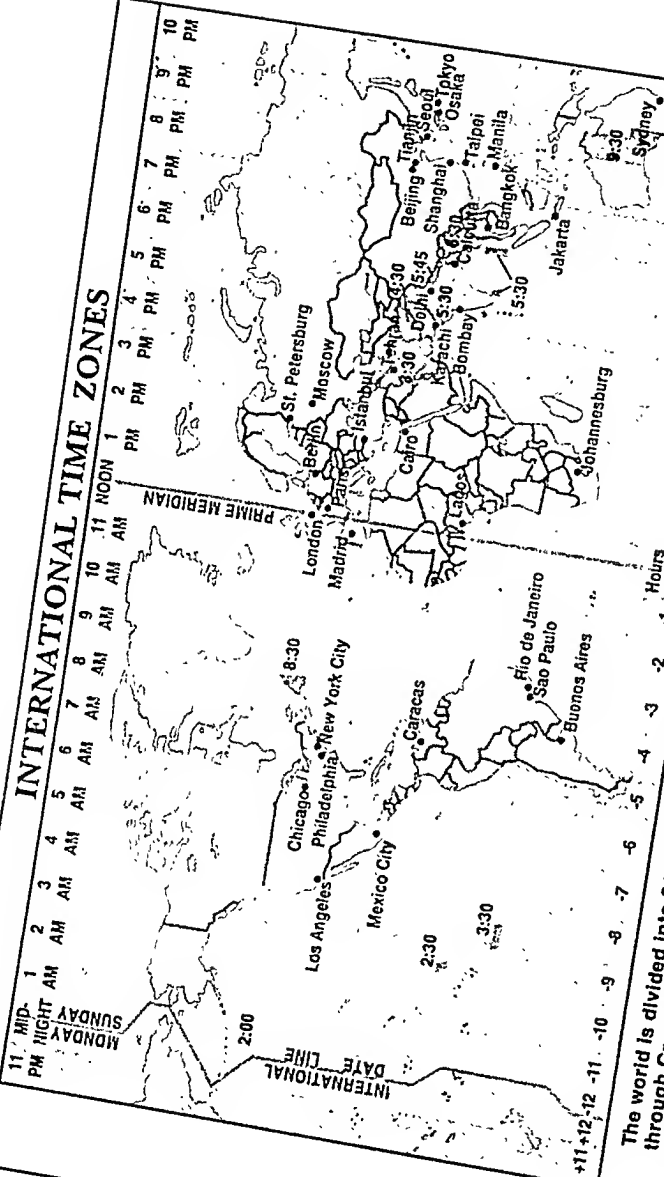 INTERNATIONAL TIME ZONES
11 PM
MID-NIGHT
1 AM
2 AM
3 AM
4 AM
5 AM
6 AM
7 AM
8 AM
9 AM
10 AM
11 AM
NOON
1 PM
2 PM
3 PM
4 PM
5 PM
6 PM
7 PM
8 PM
9 PM
10 PM
MONDAY
SUNDAY
PRIME MERIDIAN
INTERNATIONAL
DATE LINE
2:00
2:30
3:30
8:30
Los Angeles
Mexico City
Chicago
Philadelphia
New York City
Caracas
Rio de Janeiro
Sao Paulo
Buonos Aires
London
Madrid
Paris
Berlin
St. Petersburg
Moscow
Istanbul
Cairo
Lagos
Johannesburg
Tehran
3:30
4:30
Karachi
Delhi
5:45
5:30
Bombay
5:30
6:30
Calcutta
Bangkok
Jakarta
Beijing
Tianjin
Shanghai
Seoul
Tokyo
Osaka
Taipei
Manila
9:30
Sydney
+11
+12
-12
-11
-10
-9
-8
-7
-6
-5
-4
-3
-2
Hours
The world is divided into
through